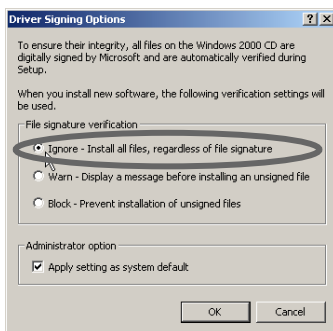 Driver Signing Options
To ensure their integrity, all files on the Windows 2000 CD are
digitally signed by Microsoft and are automatically verified during
Setup.
When you install new software, the following verification settings will
be used.
File signature verification
Ignore - Install all files, regardless of file signature
Warn - Display a message before installing an unsigned file
Block - Prevent installation of unsigned files
Administrator option
Apply setting as system default
OK
Cancel